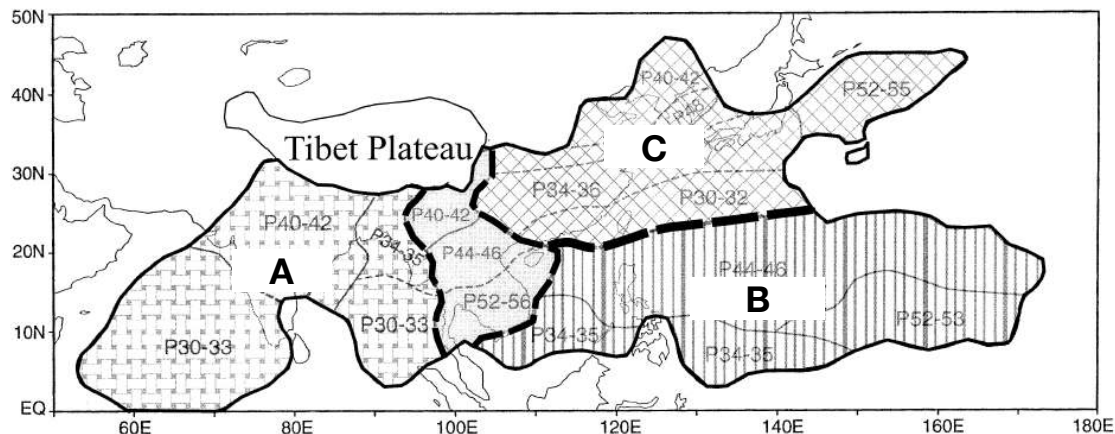 50N
40N
30N
20N
10N
EQ
P40-42
P52-55
P48
Tibet Plateau
C
P34-36
P30-32
P40-42
P40-42
P34-35
P44-46
P44-46
A
B
P52-56
P30-33
P30-33
P34-35
P52-53
P34-35
60E
80E
100E
120E
140E
160E
180E